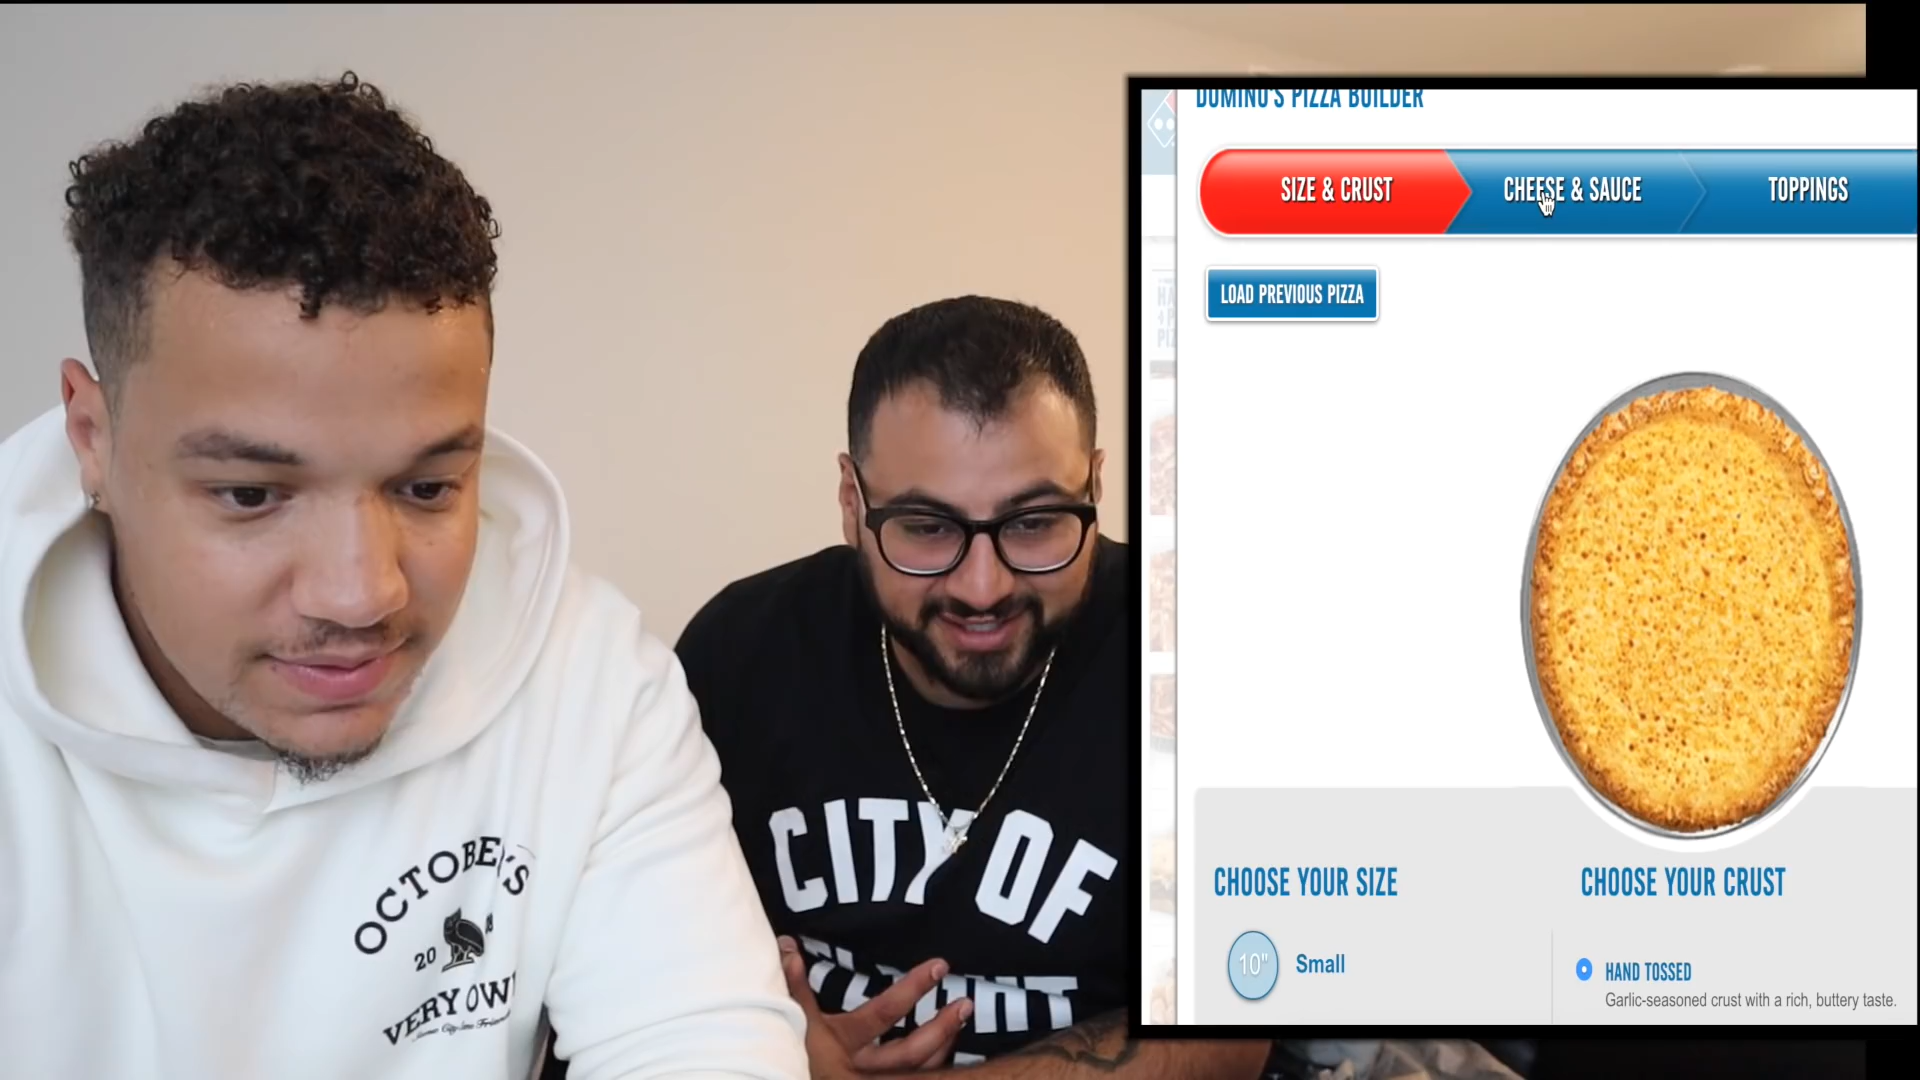 DOMINO'S PIZZA BUILDER
SIZE & CRUST
CHEESE & SAUCE
TOPPINGS
LOAD PREVIOUS PIZZA
CHOOSE YOUR SIZE
CHOOSE YOUR CRUST
10"
Small
HAND TOSSED
Garlic-seasoned crust with a rich, buttery taste.
OCTOBER'S
20
VERY OWN
CITY OF